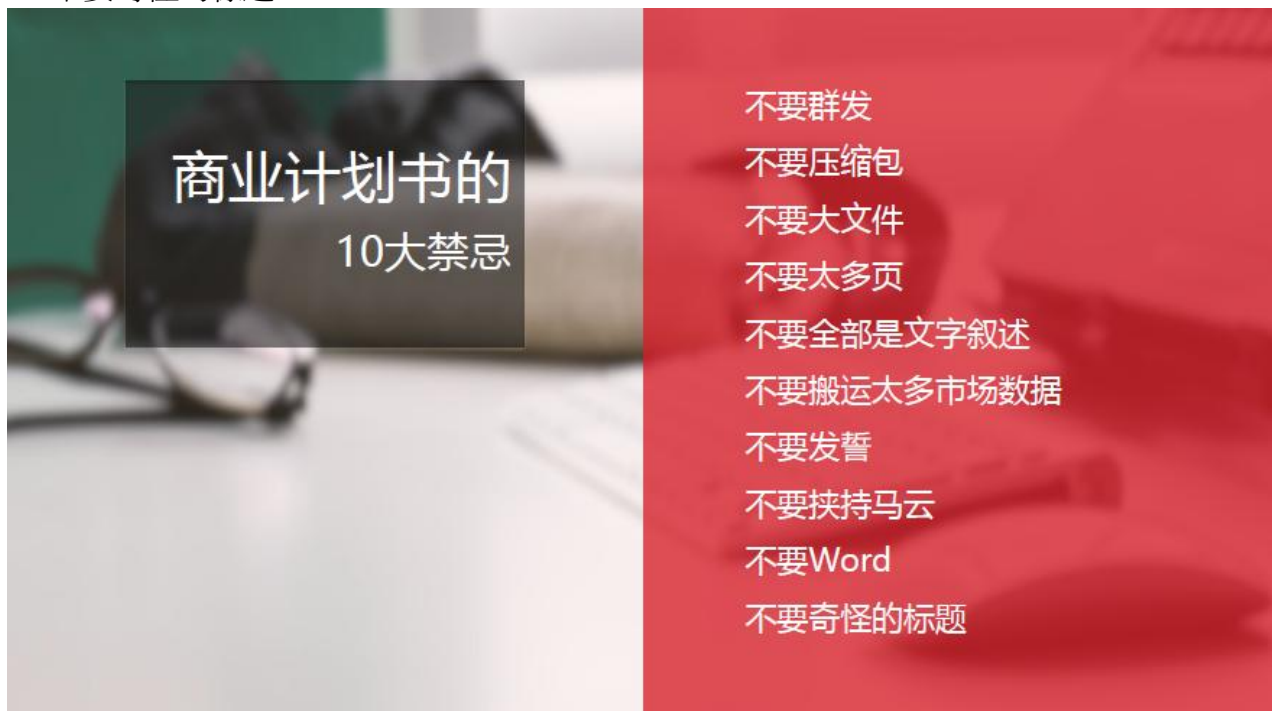 商业计划书的
10大禁忌
不要群发
不要压缩包
不要大文件
不要太多页
不要全部是文字叙述
不要搬运太多市场数据
不要发誓
不要挟持马云
不要Word
不要奇怪的标题